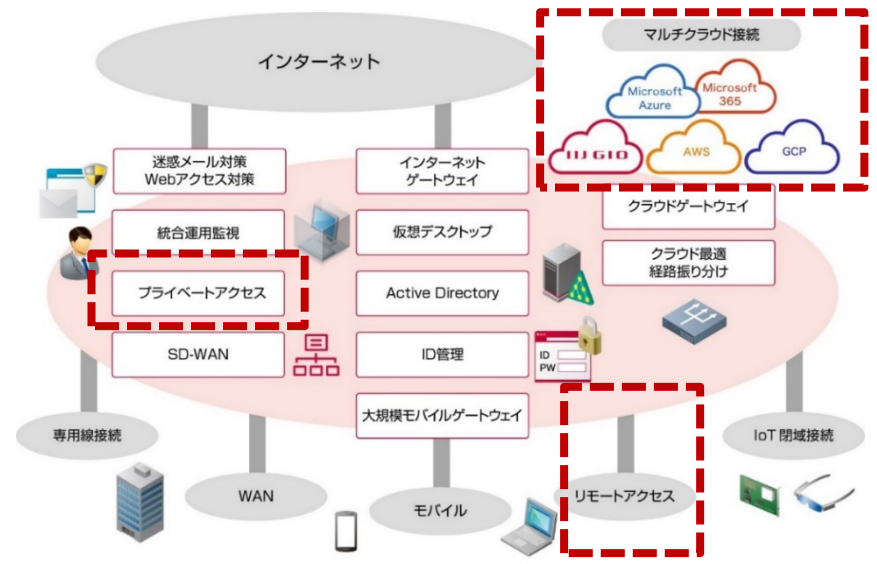 インターネット
マルチクラウド接続
Microsoft
Azure
Microsoft
365
IIJ GIO
AWS
GCP
迷惑メール対策
Webアクセス対策
インターネット
ゲートウェイ
クラウドゲートウェイ
統合運用監視
仮想デスクトップ
クラウド最適
経路振り分け
プライベートアクセス
Active Directory
SD-WAN
ID管理
ID
PW
大規模モバイルゲートウェイ
専用線接続
WAN
モバイル
リモートアクセス
IoT 閉域接続